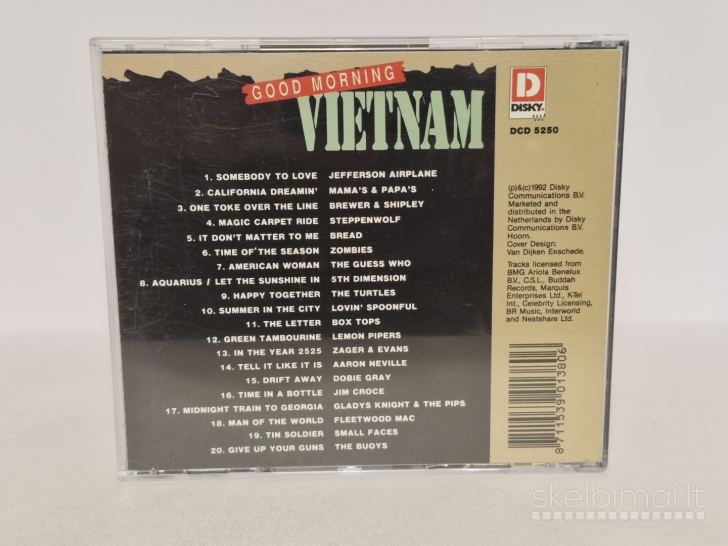 GOOD MORNING
VIETNAM
1. SOMEBODY TO LOVE JEFFERSON AIRPLANE
2. CALIFORNIA DREAMIN' MAMA'S & PAPA'S
3. ONE TOKE OVER THE LINE BREWER & SHIPLEY
4. MAGIC CARPET RIDE STEPPENWOLF
5. IT DON'T MATTER TO ME BREAD
6. TIME OF THE SEASON ZOMBIES
7. AMERICAN WOMAN THE GUESS WHO
8. AQUARIUS / LET THE SUNSHINE IN 5TH DIMENSION
9. HAPPY TOGETHER THE TURTLES
10. SUMMER IN THE CITY LOVIN' SPOONFUL
11. THE LETTER BOX TOPS
12. GREEN TAMBOURINE LEMON PIPERS
13. IN THE YEAR 2525 ZAGER & EVANS
14. TELL IT LIKE IT IS AARON NEVILLE
15. DRIFT AWAY DOBIE GRAY
16. TIME IN A BOTTLE JIM CROCE
17. MIDNIGHT TRAIN TO GEORGIA GLADYS KNIGHT & THE PIPS
18. MAN OF THE WORLD FLEETWOOD MAC
19. TIN SOLDIER SMALL FACES
20. GIVE UP YOUR GUNS THE BUOYS
D
DISKY
DCD 5250
(p)&(c)1992 Disky
Communications B.V.
Marketed and
distributed in the
Netherlands by Disky
Communications B.V.
Hoorn.
Cover Design:
Van Dijken Enschede.
Tracks licensed from
BMG Ariola Benelux
B.V., C.S.L., Buddah
Records, Marquis
Enterprises Ltd., K-Tel
Int., Celebrity Licensing,
BR Music, Interworld
and Nestshare Ltd.
8 711539 013806
skelbimai.lt